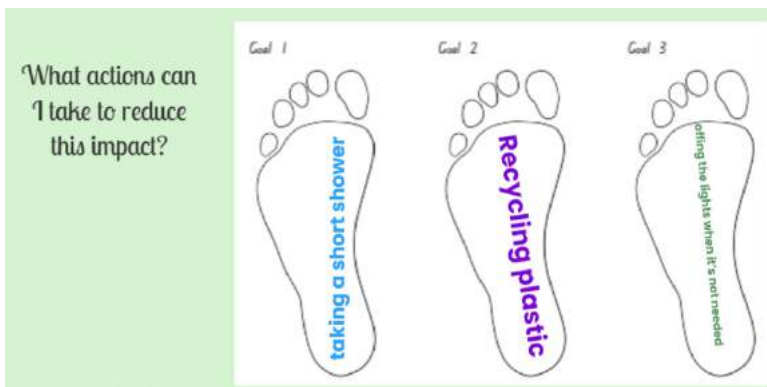 What actions can
I take to reduce
this impact?
Goal 1
Goal 2
Goal 3
taking a short shower
Recycling plastic
offing the lights when it's not needed